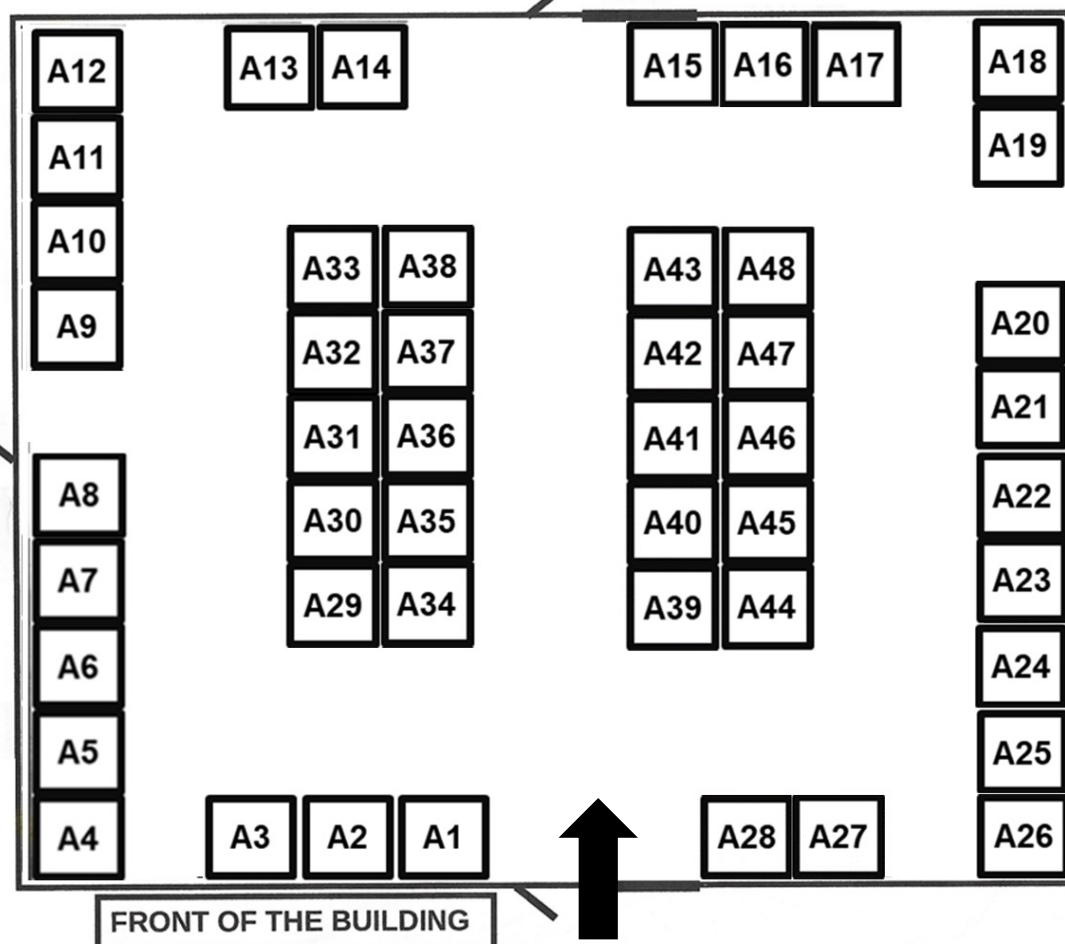 A12 A13 A14 A15 A16 A17 A18
A11 A19
A10
A33 A38 A43 A48
A9 A20
A32 A37 A42 A47
A21
A31 A36 A41 A46
A8 A22
A30 A35 A40 A45
A7 A23
A29 A34 A39 A44
A6 A24
A5 A25
A4 A3 A2 A1 A28 A27 A26
FRONT OF THE BUILDING